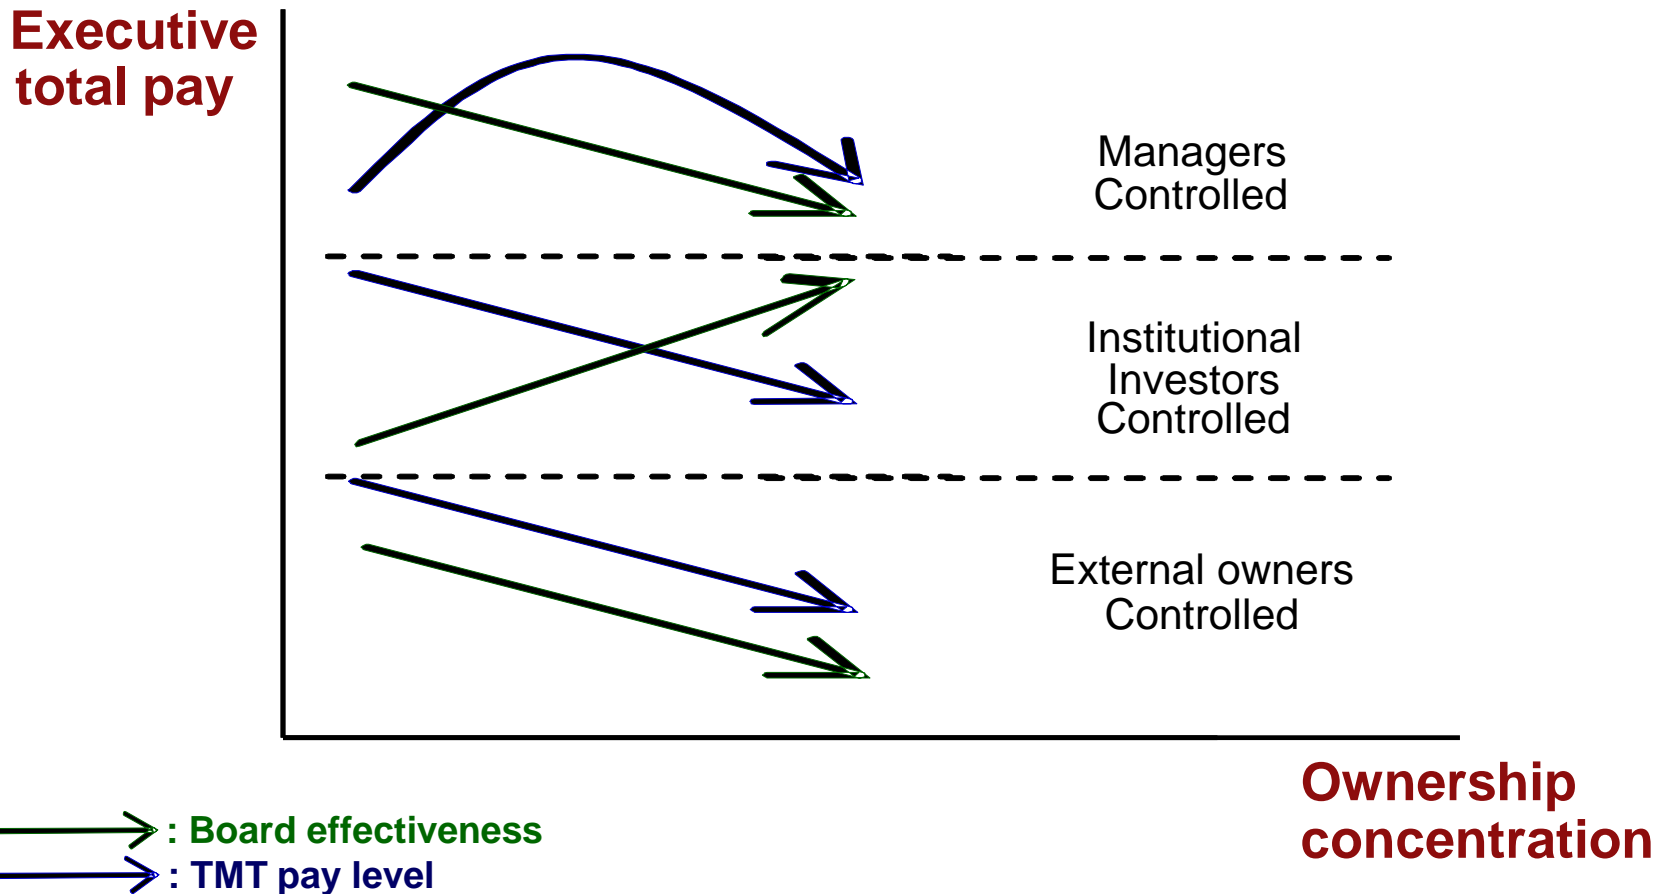 Executive
total pay
Managers
Controlled
Institutional
Investors
Controlled
External owners
Controlled
Ownership
concentration
: Board effectiveness
: TMT pay level